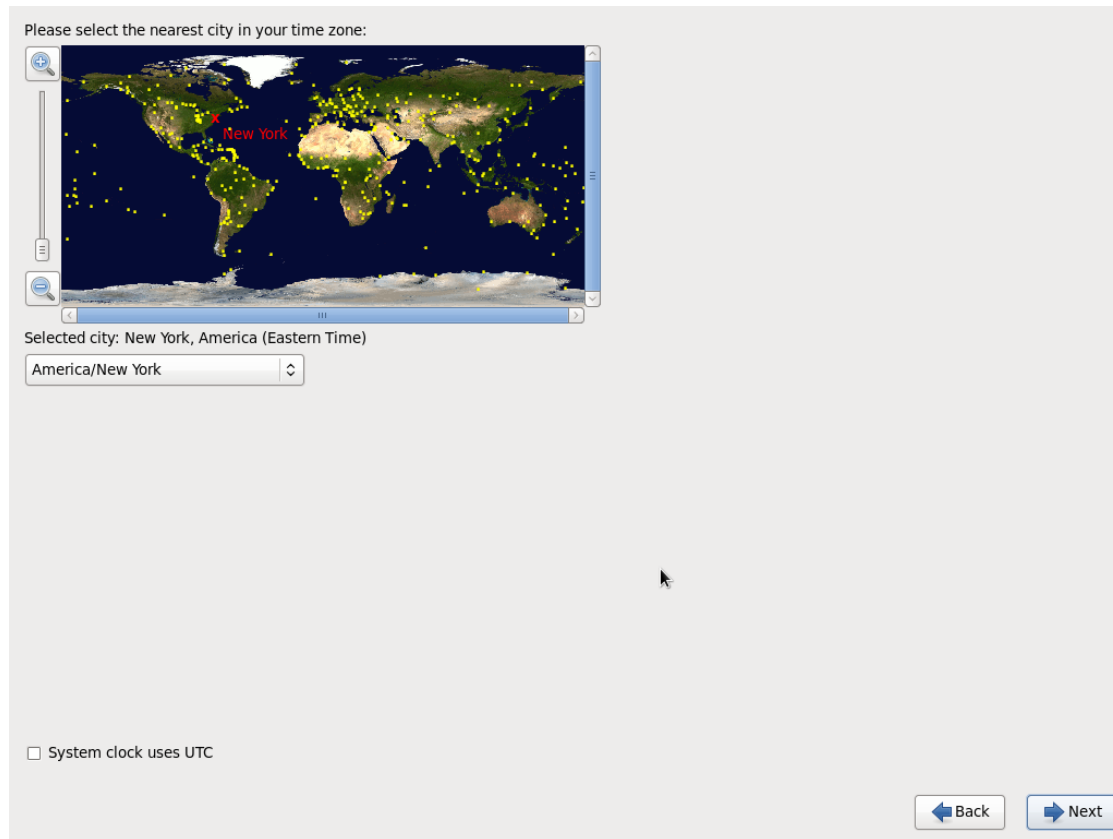 Please select the nearest city in your time zone:
New York
Selected city: New York, America (Eastern Time)
America/New York
System clock uses UTC
Back
Next